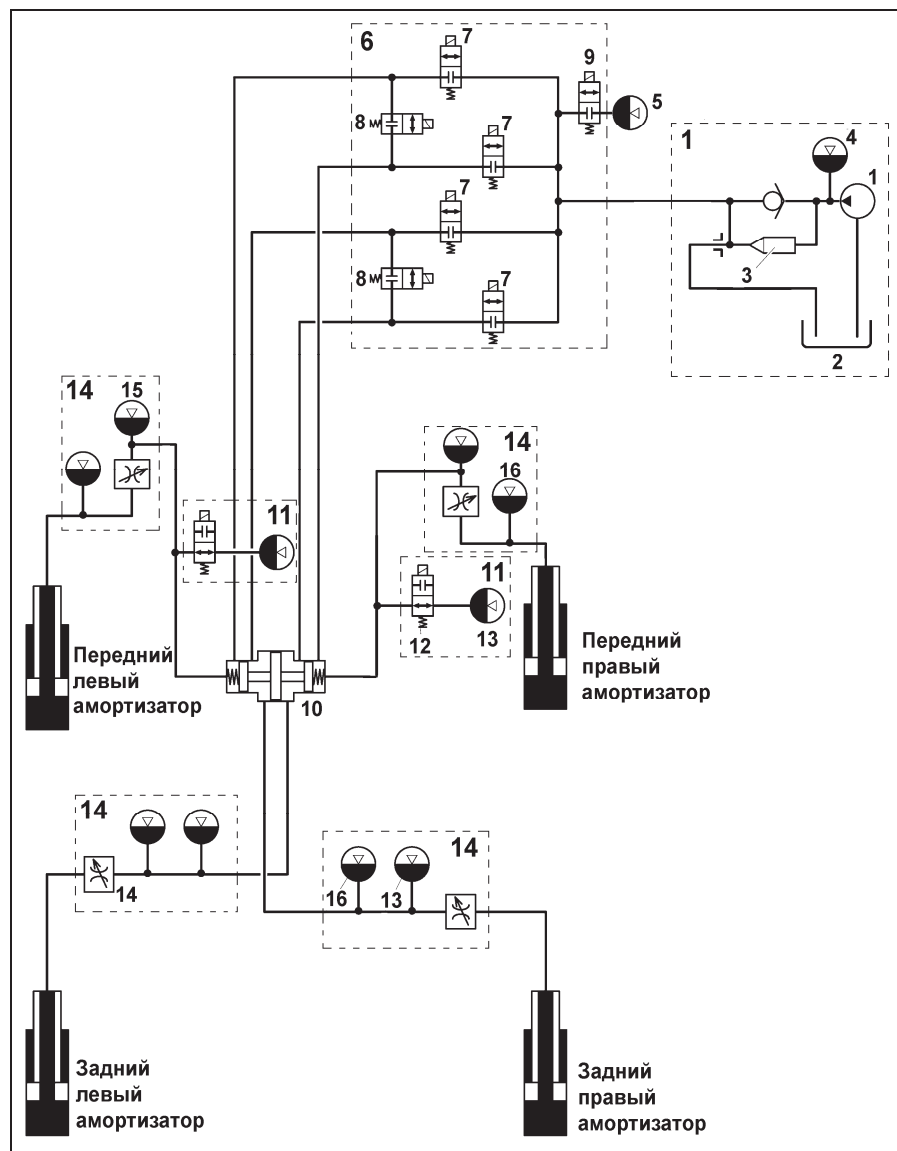 6
7
9
5
8
7
1
4
1
7
3
8
7
2
14
15
14
16
11
11
12
13
Передний
левый
амортизатор
Передний
правый
амортизатор
10
14
14
14
16
13
Задний
левый
амортизатор
Задний
правый
амортизатор